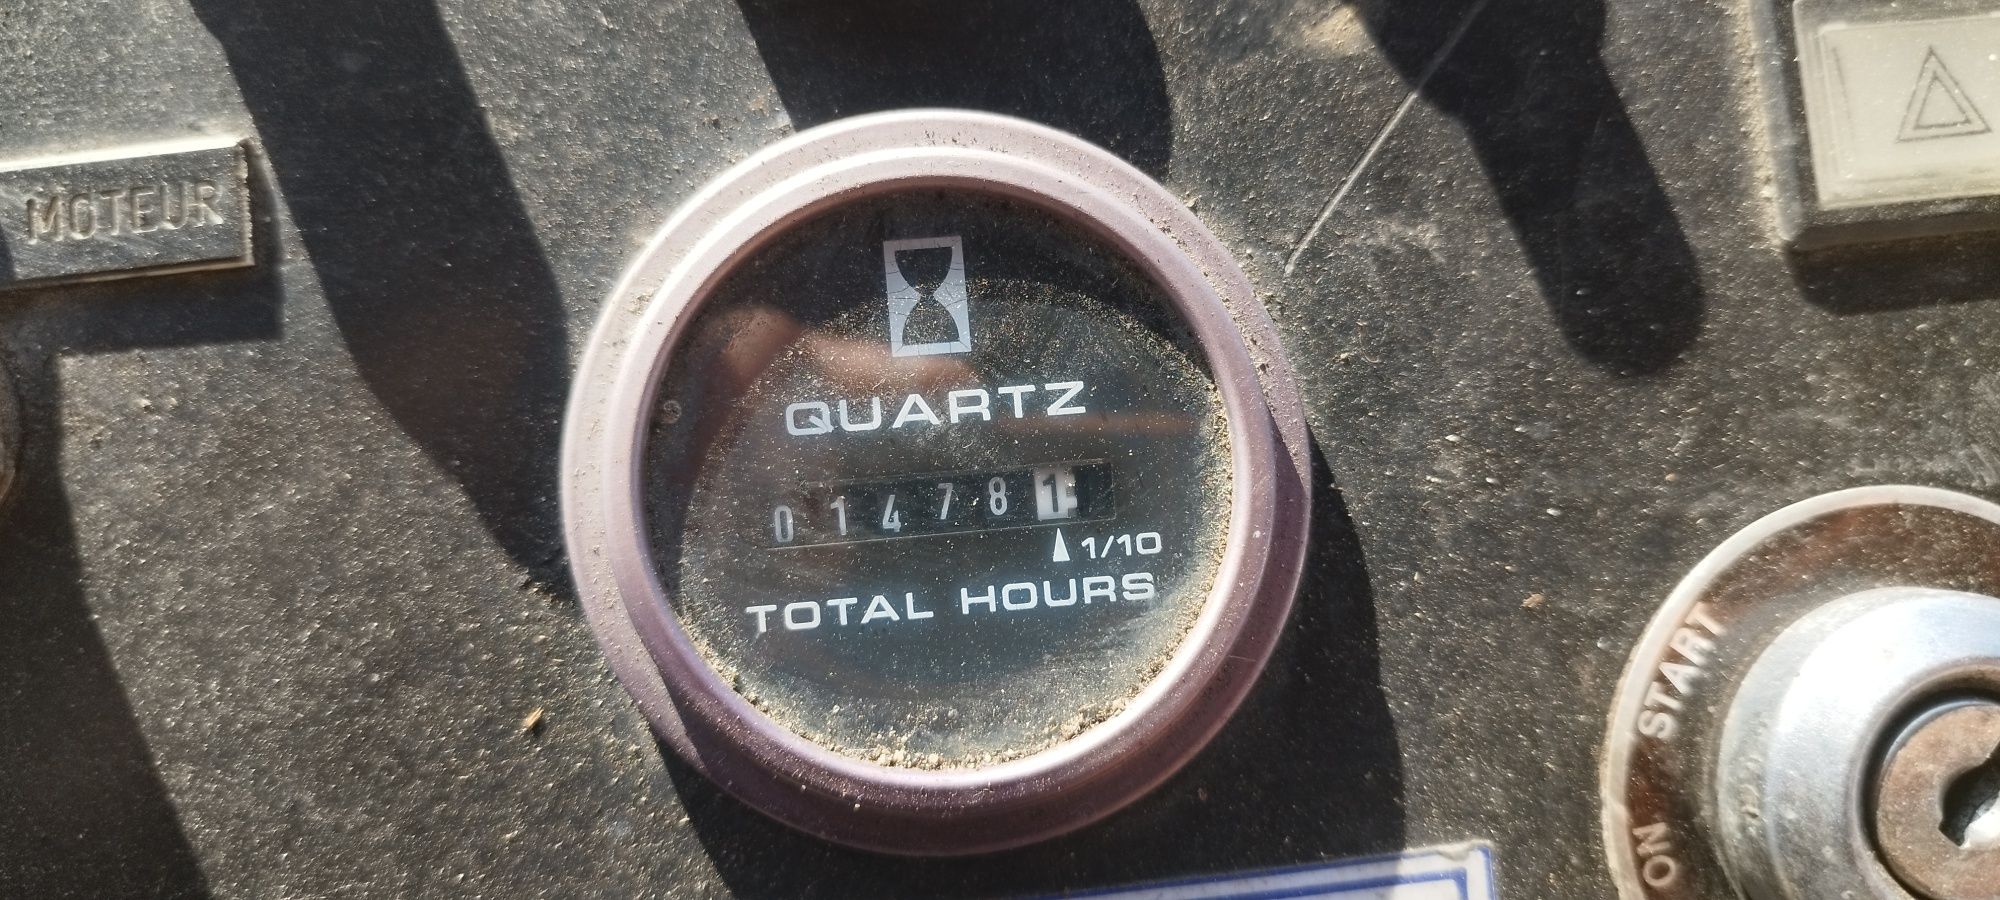 MOTEUR
QUARTZ
014781
1/10
TOTAL HOURS
START
ON